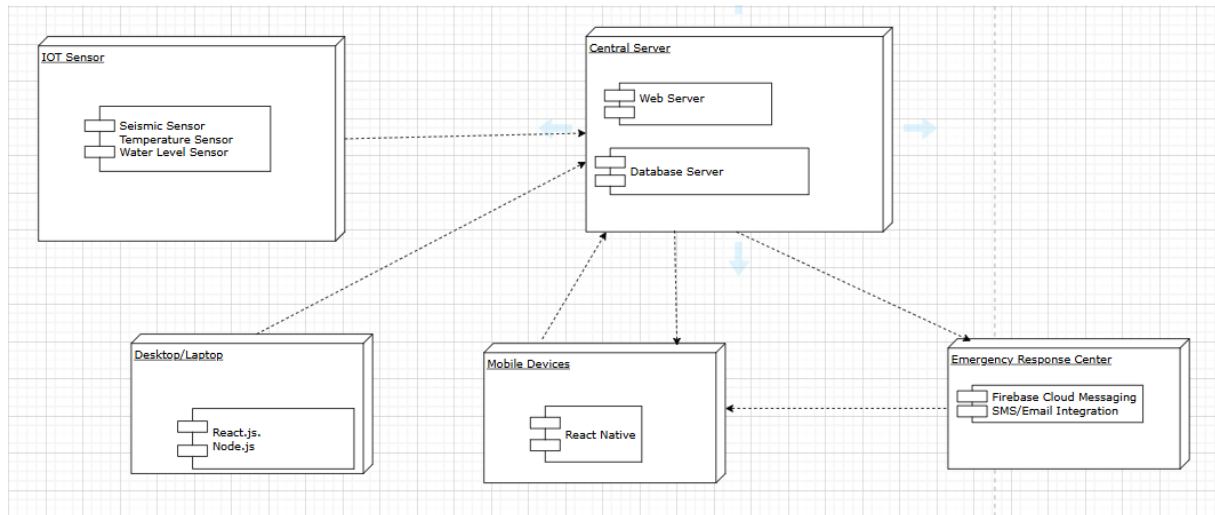 IOT Sensor
Seismic Sensor
Temperature Sensor
Water Level Sensor
Central Server
Web Server
Database Server
Desktop/Laptop
React.js.
Node.js
Mobile Devices
React Native
Emergency Response Center
Firebase Cloud Messaging
SMS/Email Integration